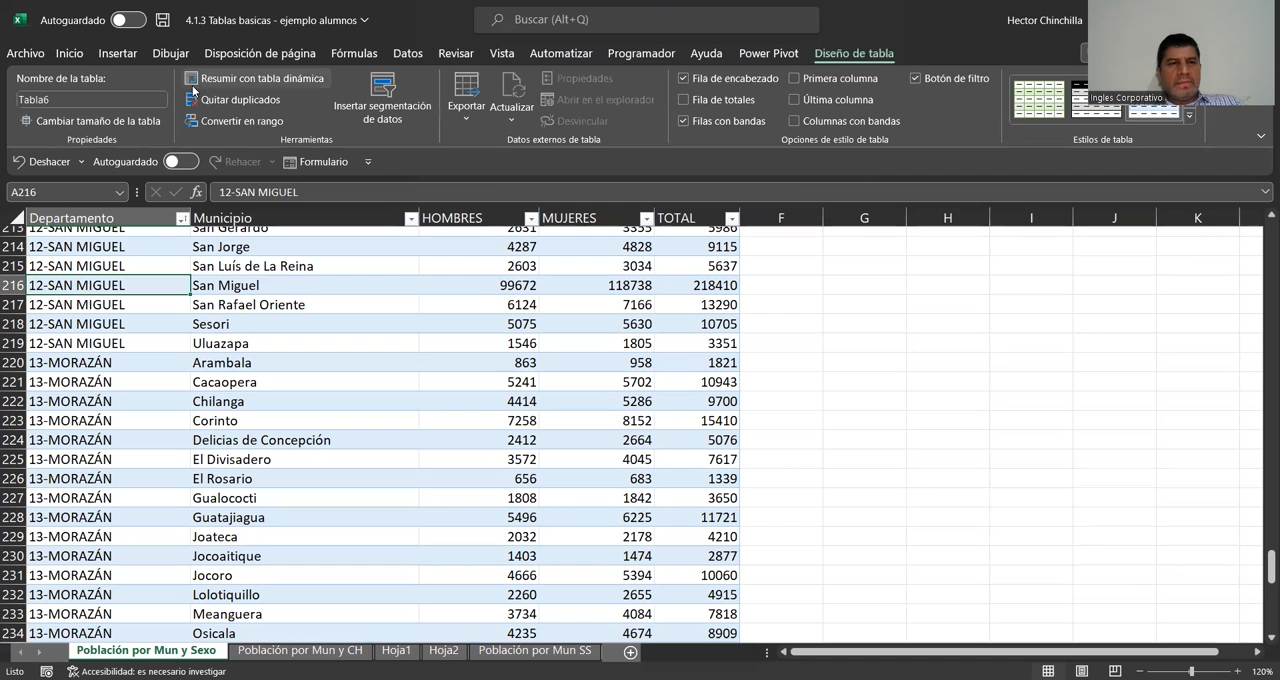 Autoguardado 4.1.3 Tablas basicas - ejemplo alumnos Buscar (Alt+Q) Hector Chinchilla
Archivo Inicio Insertar Dibujar Disposición de página Fórmulas Datos Revisar Vista Automatizar Programador Ayuda Power Pivot Diseño de tabla
Nombre de la tabla:
Tabla6
Cambiar tamaño de la tabla
Propiedades
Resumir con tabla dinámica
Quitar duplicados
Convertir en rango
Insertar segmentación
de datos
Herramientas
Exportar
Actualizar
Propiedades
Abrir en el explorador
Desvincular
Datos externos de tabla
Fila de encabezado
Fila de totales
Filas con bandas
Primera columna
Última columna
Columnas con bandas
Botón de filtro
Opciones de estilo de tabla
Ingles Corporativo
Estilos de tabla
Deshacer Autoguardado Rehacer Formulario
A216 fx 12-SAN MIGUEL
Departamento Municipio HOMBRES MUJERES TOTAL F G H I J K
213 12-SAN MIGUEL San Gerardo 2631 3355 5986
214 12-SAN MIGUEL San Jorge 4287 4828 9115
215 12-SAN MIGUEL San Luís de La Reina 2603 3034 5637
216 12-SAN MIGUEL San Miguel 99672 118738 218410
217 12-SAN MIGUEL San Rafael Oriente 6124 7166 13290
218 12-SAN MIGUEL Sesori 5075 5630 10705
219 12-SAN MIGUEL Uluazapa 1546 1805 3351
220 13-MORAZÁN Arambala 863 958 1821
221 13-MORAZÁN Cacaopera 5241 5702 10943
222 13-MORAZÁN Chilanga 4414 5286 9700
223 13-MORAZÁN Corinto 7258 8152 15410
224 13-MORAZÁN Delicias de Concepción 2412 2664 5076
225 13-MORAZÁN El Divisadero 3572 4045 7617
226 13-MORAZÁN El Rosario 656 683 1339
227 13-MORAZÁN Gualococti 1808 1842 3650
228 13-MORAZÁN Guatajiagua 5496 6225 11721
229 13-MORAZÁN Joateca 2032 2178 4210
230 13-MORAZÁN Jocoaitique 1403 1474 2877
231 13-MORAZÁN Jocoro 4666 5394 10060
232 13-MORAZÁN Lolotiquillo 2260 2655 4915
233 13-MORAZÁN Meanguera 3734 4084 7818
234 13-MORAZÁN Osicala 4235 4674 8909
Población por Mun y Sexo Población por Mun y CH Hoja1 Hoja2 Población por Mun SS
Listo Accesibilidad: es necesario investigar 120%